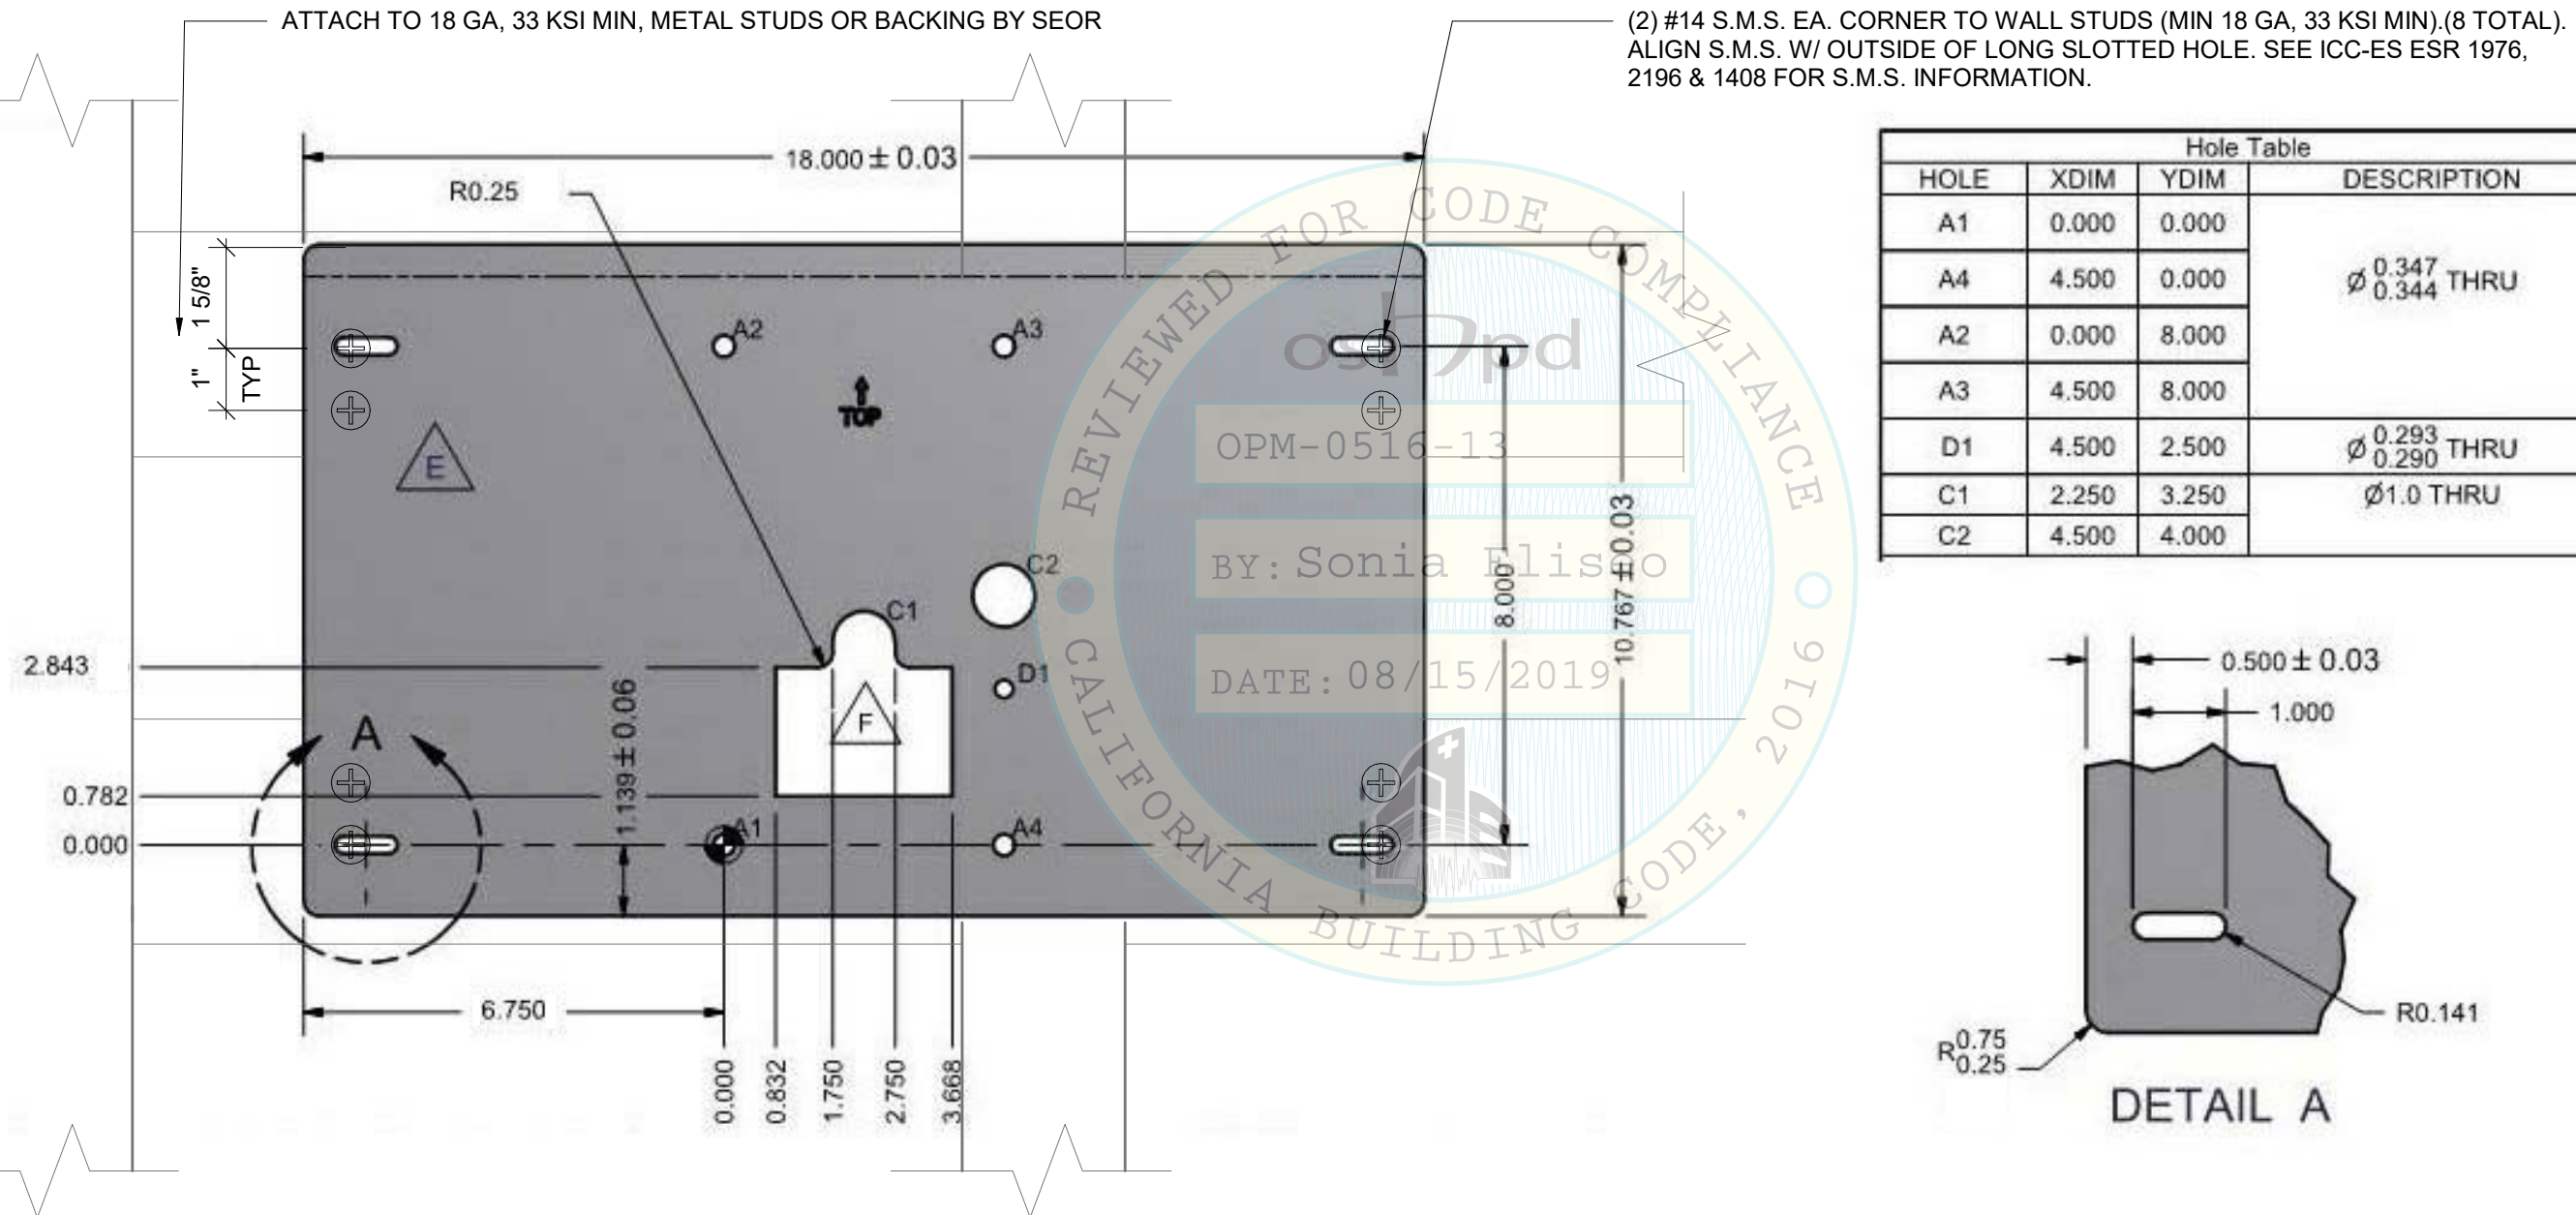 ATTACH TO 18 GA, 33 KSI MIN, METAL STUDS OR BACKING BY SEOR
(2) #14 S.M.S. EA. CORNER TO WALL STUDS (MIN 18 GA, 33 KSI MIN).(8 TOTAL).
ALIGN S.M.S. W/ OUTSIDE OF LONG SLOTTED HOLE. SEE ICC-ES ESR 1976,
2196 & 1408 FOR S.M.S. INFORMATION.
18.000 ± 0.03
R0.25
1 5/8"
1"
TYP
A2
A3
TOP
E
C2
C1
D1
F
A
A1
A4
2.843
0.782
0.000
1.139 ± 0.06
8.000
10.767 ± 0.03
6.750
0.000
0.832
1.750
2.750
3.668
REVIEWED FOR CODE COMPLIANCE
oshpd
OPM-0516-13
BY: Sonia
DATE: 08/15/2019
CALIFORNIA BUILDING CODE, 2016
Hole Table
HOLE XDIM YDIM DESCRIPTION
A1 0.000 0.000
A4 4.500 0.000 Ø 0.347 0.344 THRU
A2 0.000 8.000
A3 4.500 8.000
D1 4.500 2.500 Ø 0.293 0.290 THRU
C1 2.250 3.250 Ø1.0 THRU
C2 4.500 4.000
0.500 ± 0.03
1.000
R0.141
R 0.75 0.25
DETAIL A